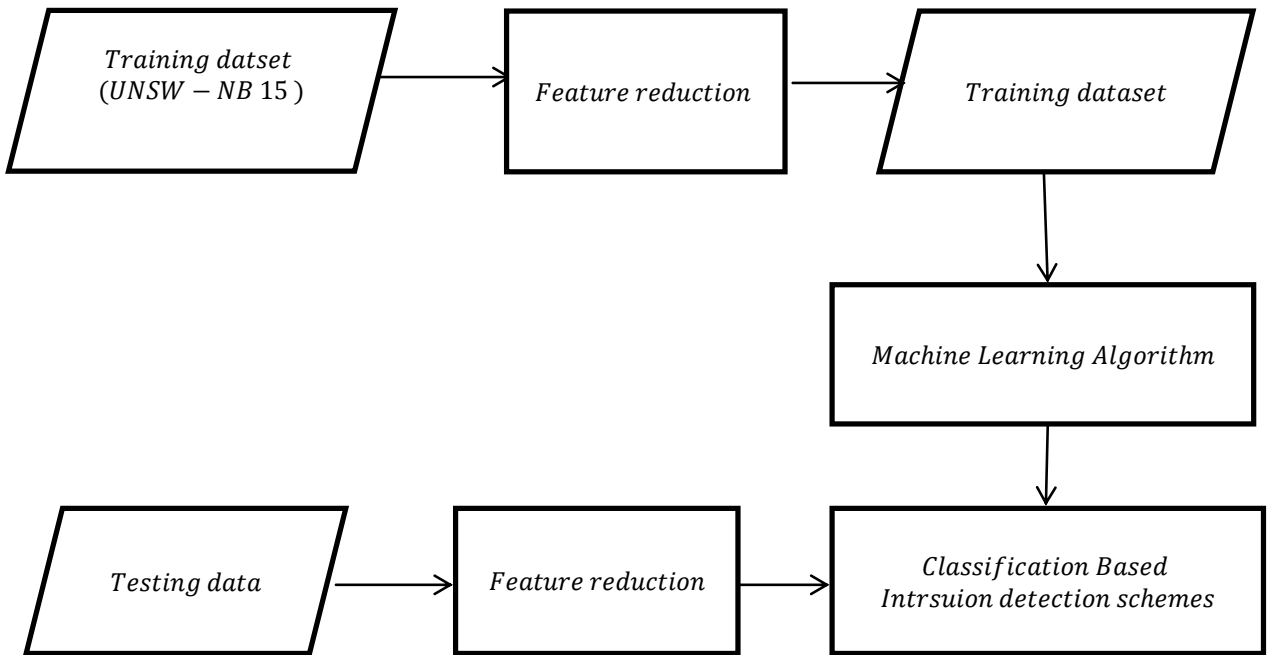 Training datset
(UNSW − NB 15 )
Feature reduction
Training dataset
Machine Learning Algorithm
Testing data
Feature reduction
Classification Based
Intrsuion detection schemes